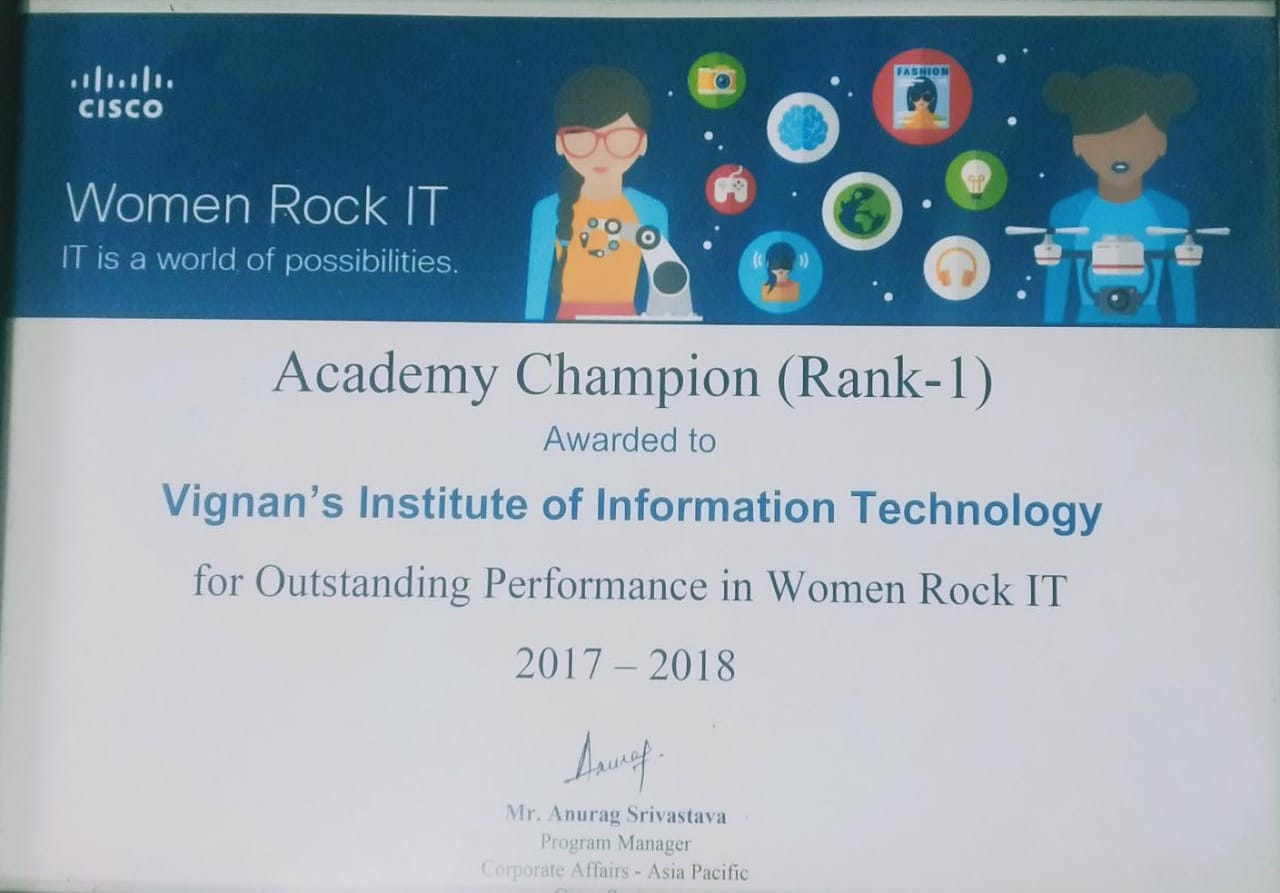 CISCO
Women Rock IT
IT is a world of possibilities.
FASHION
Academy Champion (Rank-1)
Awarded to
Vignan's Institute of Information Technology
for Outstanding Performance in Women Rock IT
2017 – 2018
Anurag
Mr. Anurag Srivastava
Program Manager
Corporate Affairs - Asia Pacific